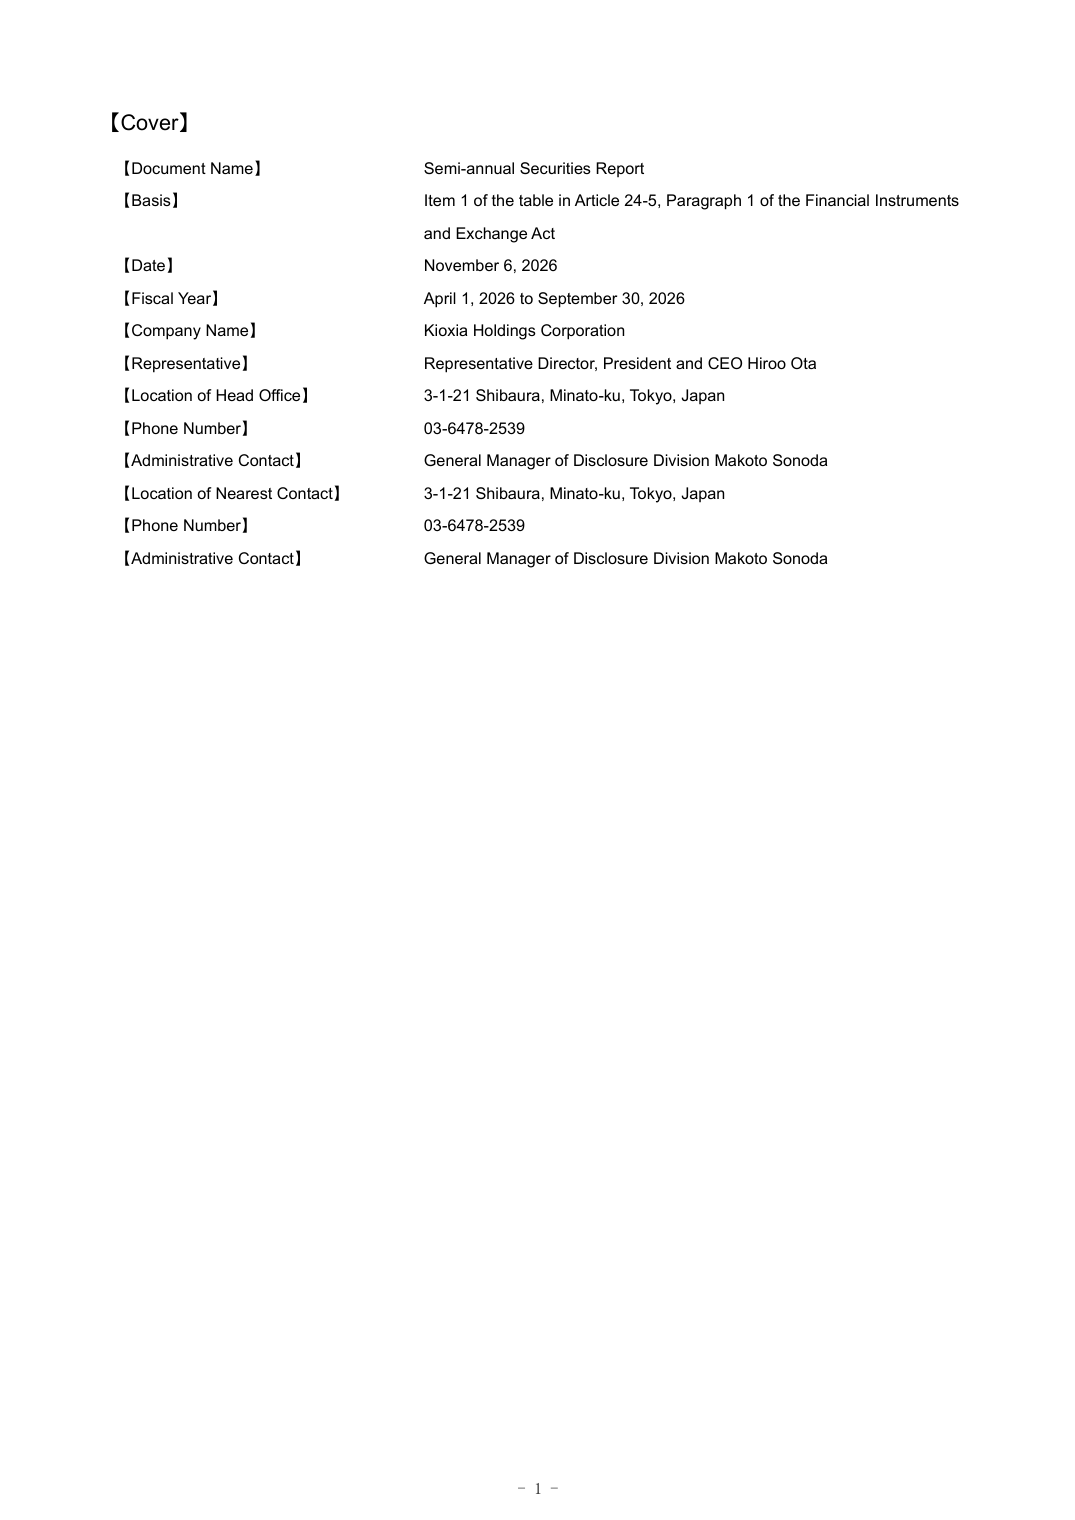 【Cover】
【Document Name】 Semi-annual Securities Report
【Basis】 Item 1 of the table in Article 24-5, Paragraph 1 of the Financial Instruments
and Exchange Act
【Date】 November 6, 2026
【Fiscal Year】 April 1, 2026 to September 30, 2026
【Company Name】 Kioxia Holdings Corporation
【Representative】 Representative Director, President and CEO Hiroo Ota
【Location of Head Office】 3-1-21 Shibaura, Minato-ku, Tokyo, Japan
【Phone Number】 03-6478-2539
【Administrative Contact】 General Manager of Disclosure Division Makoto Sonoda
【Location of Nearest Contact】 3-1-21 Shibaura, Minato-ku, Tokyo, Japan
【Phone Number】 03-6478-2539
【Administrative Contact】 General Manager of Disclosure Division Makoto Sonoda
－ 1 －